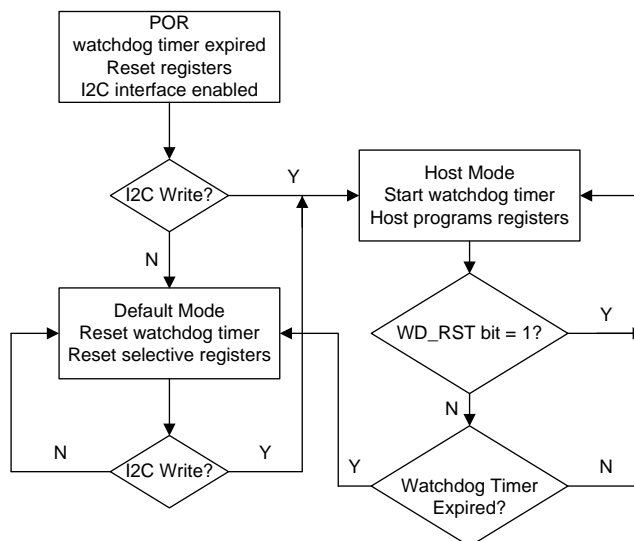 POR
watchdog timer expired
Reset registers
I2C interface enabled
I2C Write?
Y
N
Host Mode
Start watchdog timer
Host programs registers
Default Mode
Reset watchdog timer
Reset selective registers
WD_RST bit = 1?
Y
N
I2C Write?
N
Y
Watchdog Timer
Expired?
Y
N